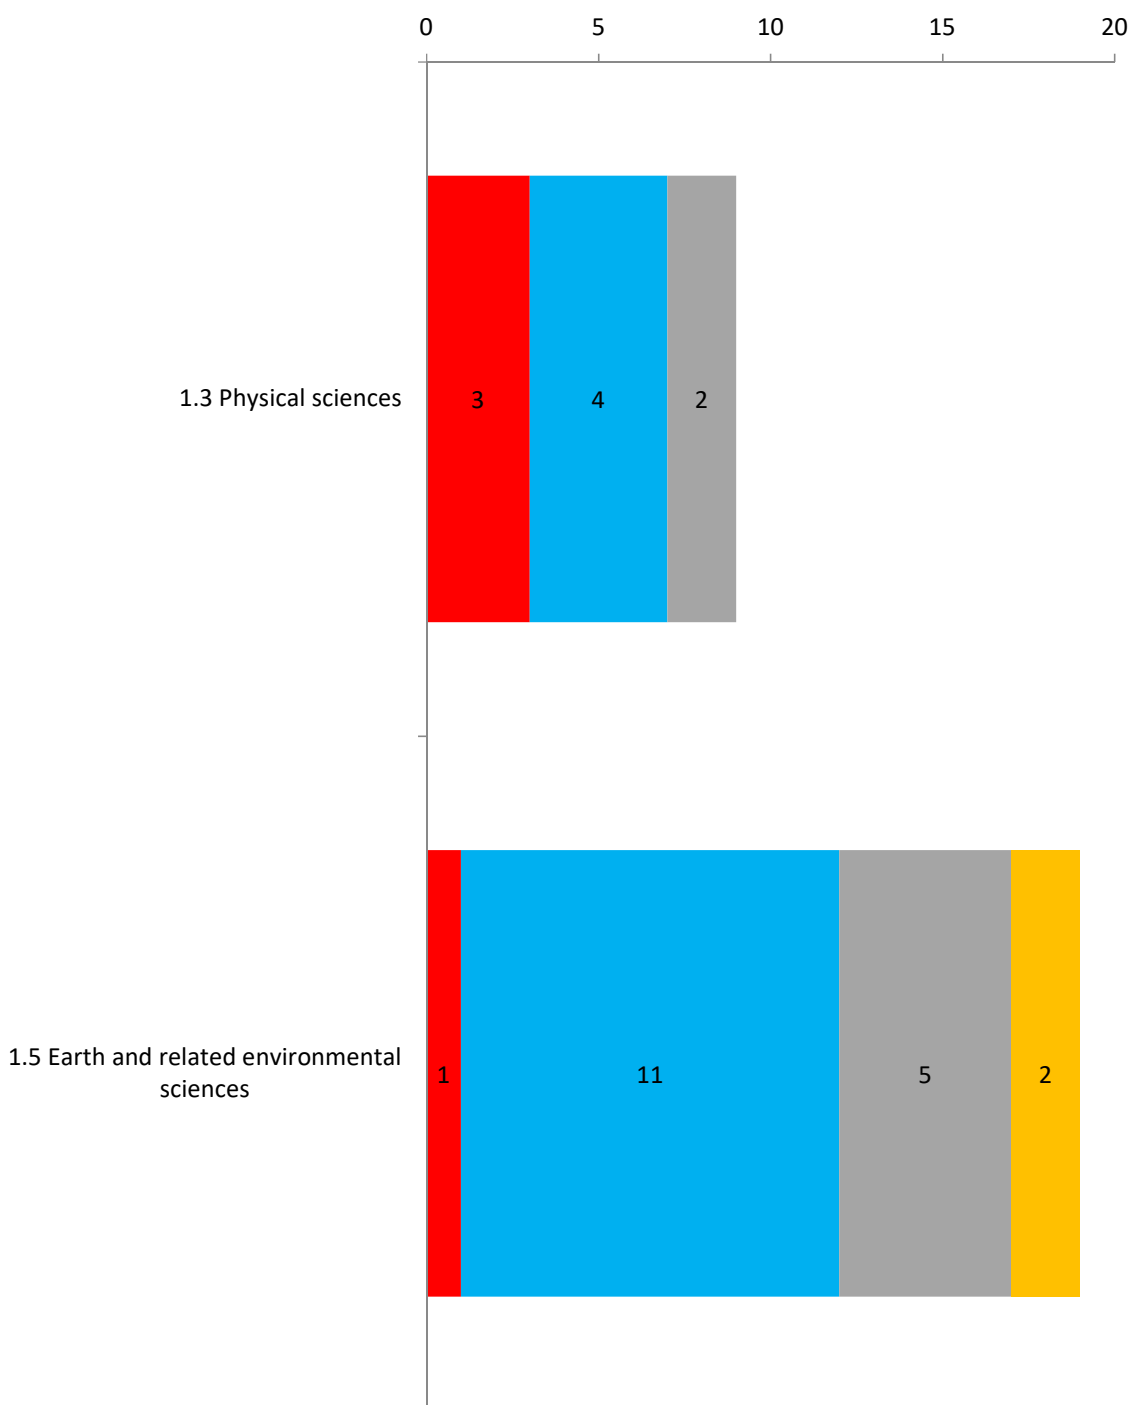 0 5 10 15 20
1.3 Physical sciences 3 4 2
1.5 Earth and related environmental
sciences
1 11 5 2